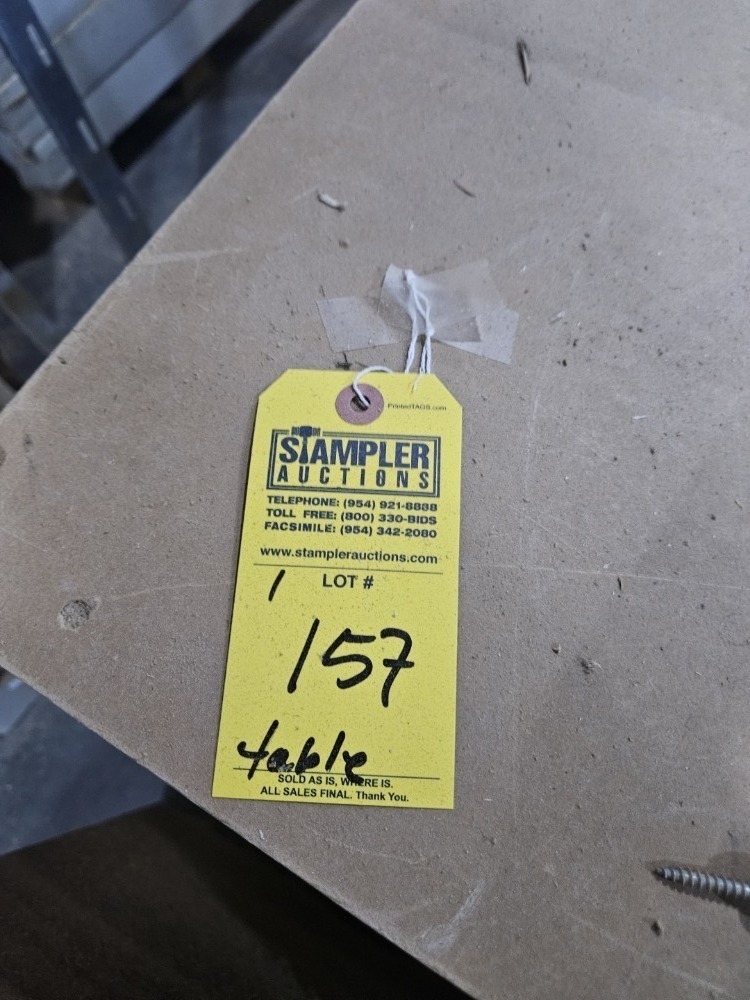 PrintedTAGS.com
STAMPLER
AUCTIONS
TELEPHONE: (954) 921-8888
TOLL FREE: (800) 330-BIDS
FACSIMILE: (954) 342-2080
www.stamplerauctions.com
1 LOT #
157
table
SOLD AS IS, WHERE IS.
ALL SALES FINAL. Thank You.